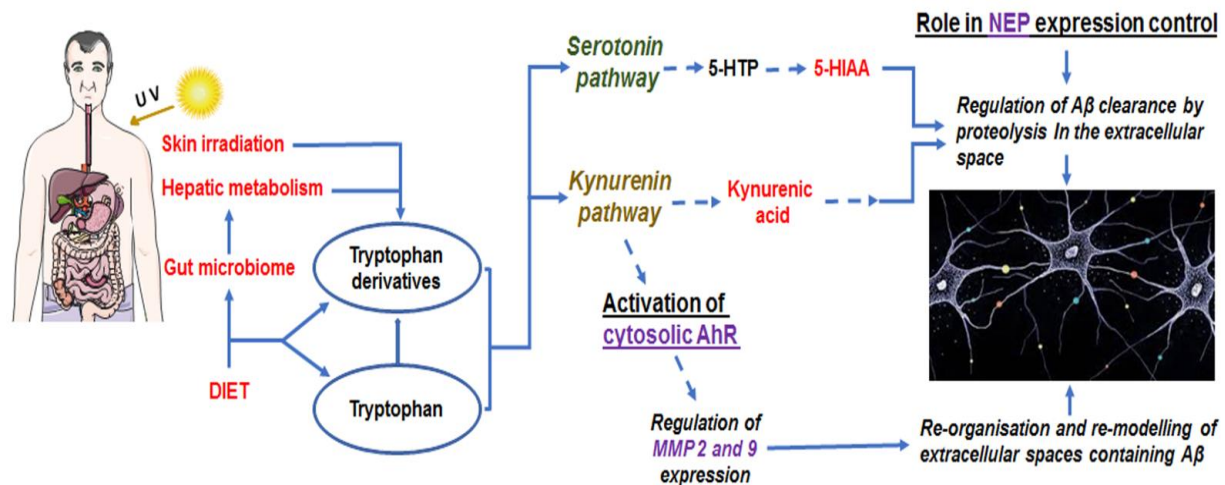 UV
Skin irradiation
Hepatic metabolism
Gut microbiome
DIET
Tryptophan
derivatives
Tryptophan
Serotonin
pathway
5-HTP
5-HIAA
Kynurenin
pathway
Kynurenic
acid
Activation of
cytosolic AhR
Regulation of
MMP 2 and 9
expression
Role in NEP expression control
Regulation of Aβ clearance by
proteolysis In the extracellular
space
Re-organisation and re-modelling of
extracellular spaces containing Aβ